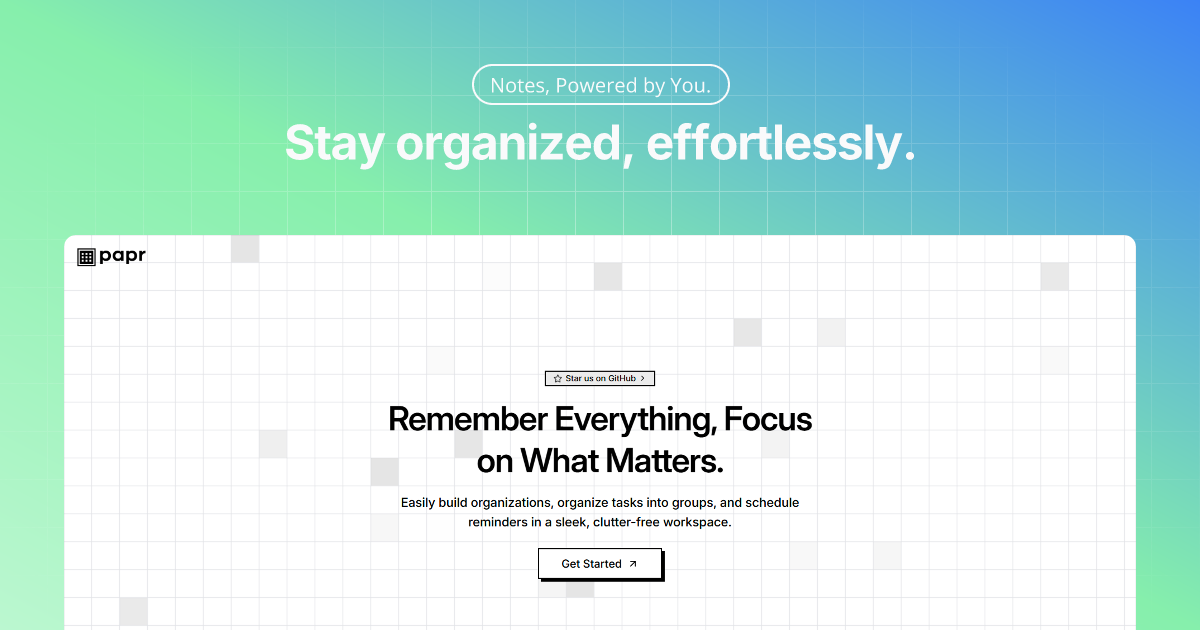 Notes, Powered by You.
Stay organized, effortlessly.
papr
Star us on GitHub
Remember Everything, Focus
on What Matters.
Easily build organizations, organize tasks into groups, and schedule
reminders in a sleek, clutter-free workspace.
Get Started